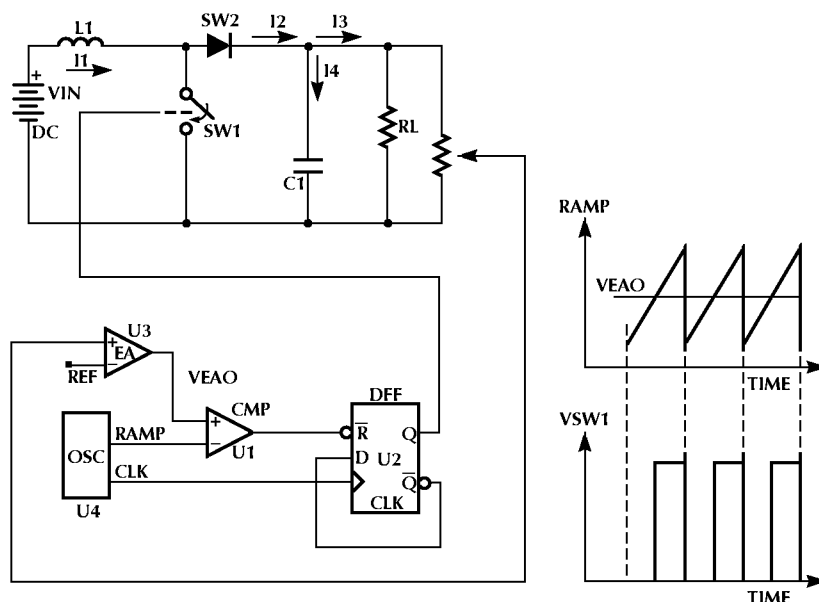 L1
SW2
I2
I3
I1
I4
+
VIN
DC
SW1
RL
C1
RAMP
VEAO
TIME
U3
+
EA
−
REF
VEAO
DFF
CMP
+
−
U1
RAMP
OSC
CLK
U4
R
Q
D
U2
Q
CLK
VSW1
TIME